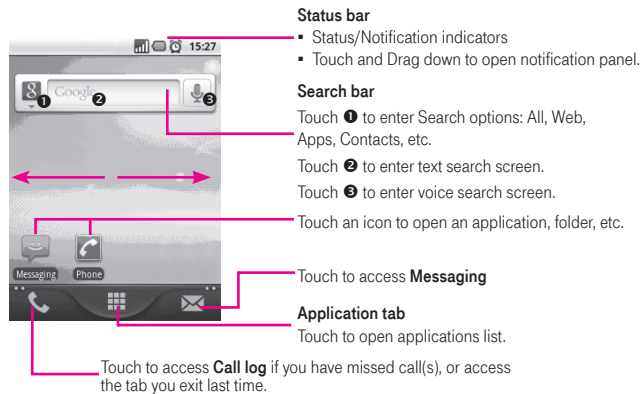 Status bar
15:27
▪ Status/Notification indicators
▪ Touch and Drag down to open notification panel.
Search bar
8 ❶ Google ❷ ❸
Touch ❶ to enter Search options: All, Web,
Apps, Contacts, etc.
Touch ❷ to enter text search screen.
Touch ❸ to enter voice search screen.
Touch an icon to open an application, folder, etc.
Messaging Phone
Touch to access Messaging
Application tab
Touch to open applications list.
Touch to access Call log if you have missed call(s), or access
the tab you exit last time.